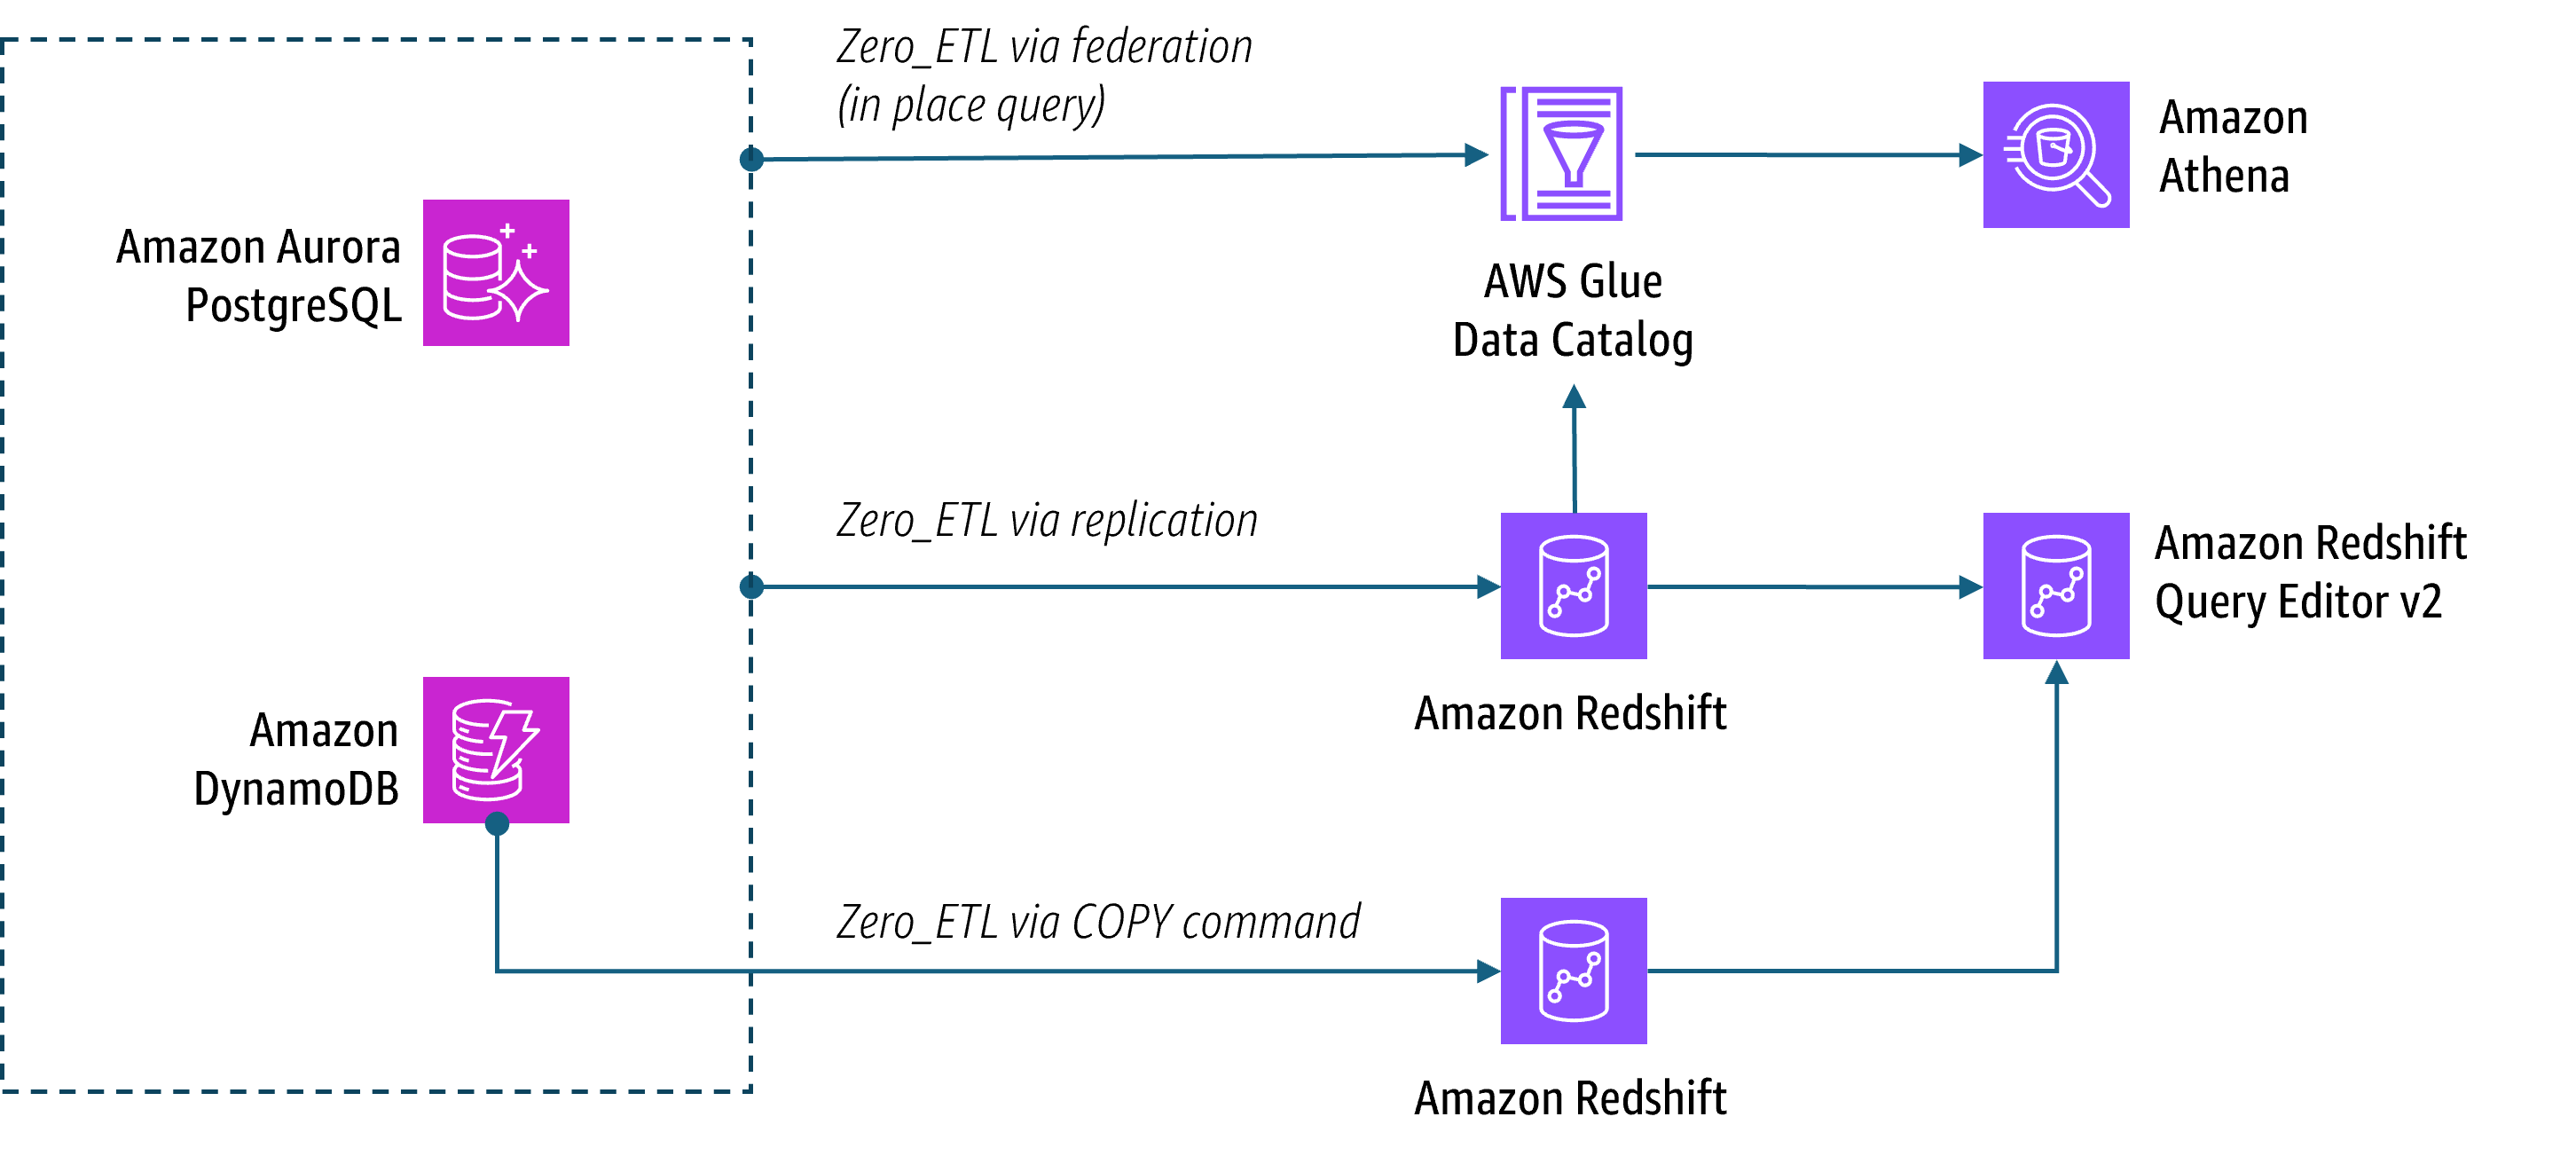 Zero_ETL via federation
(in place query)
Amazon
Athena
Amazon Aurora
PostgreSQL
AWS Glue
Data Catalog
Zero_ETL via replication
Amazon Redshift
Query Editor v2
Amazon Redshift
Amazon
DynamoDB
Zero_ETL via COPY command
Amazon Redshift